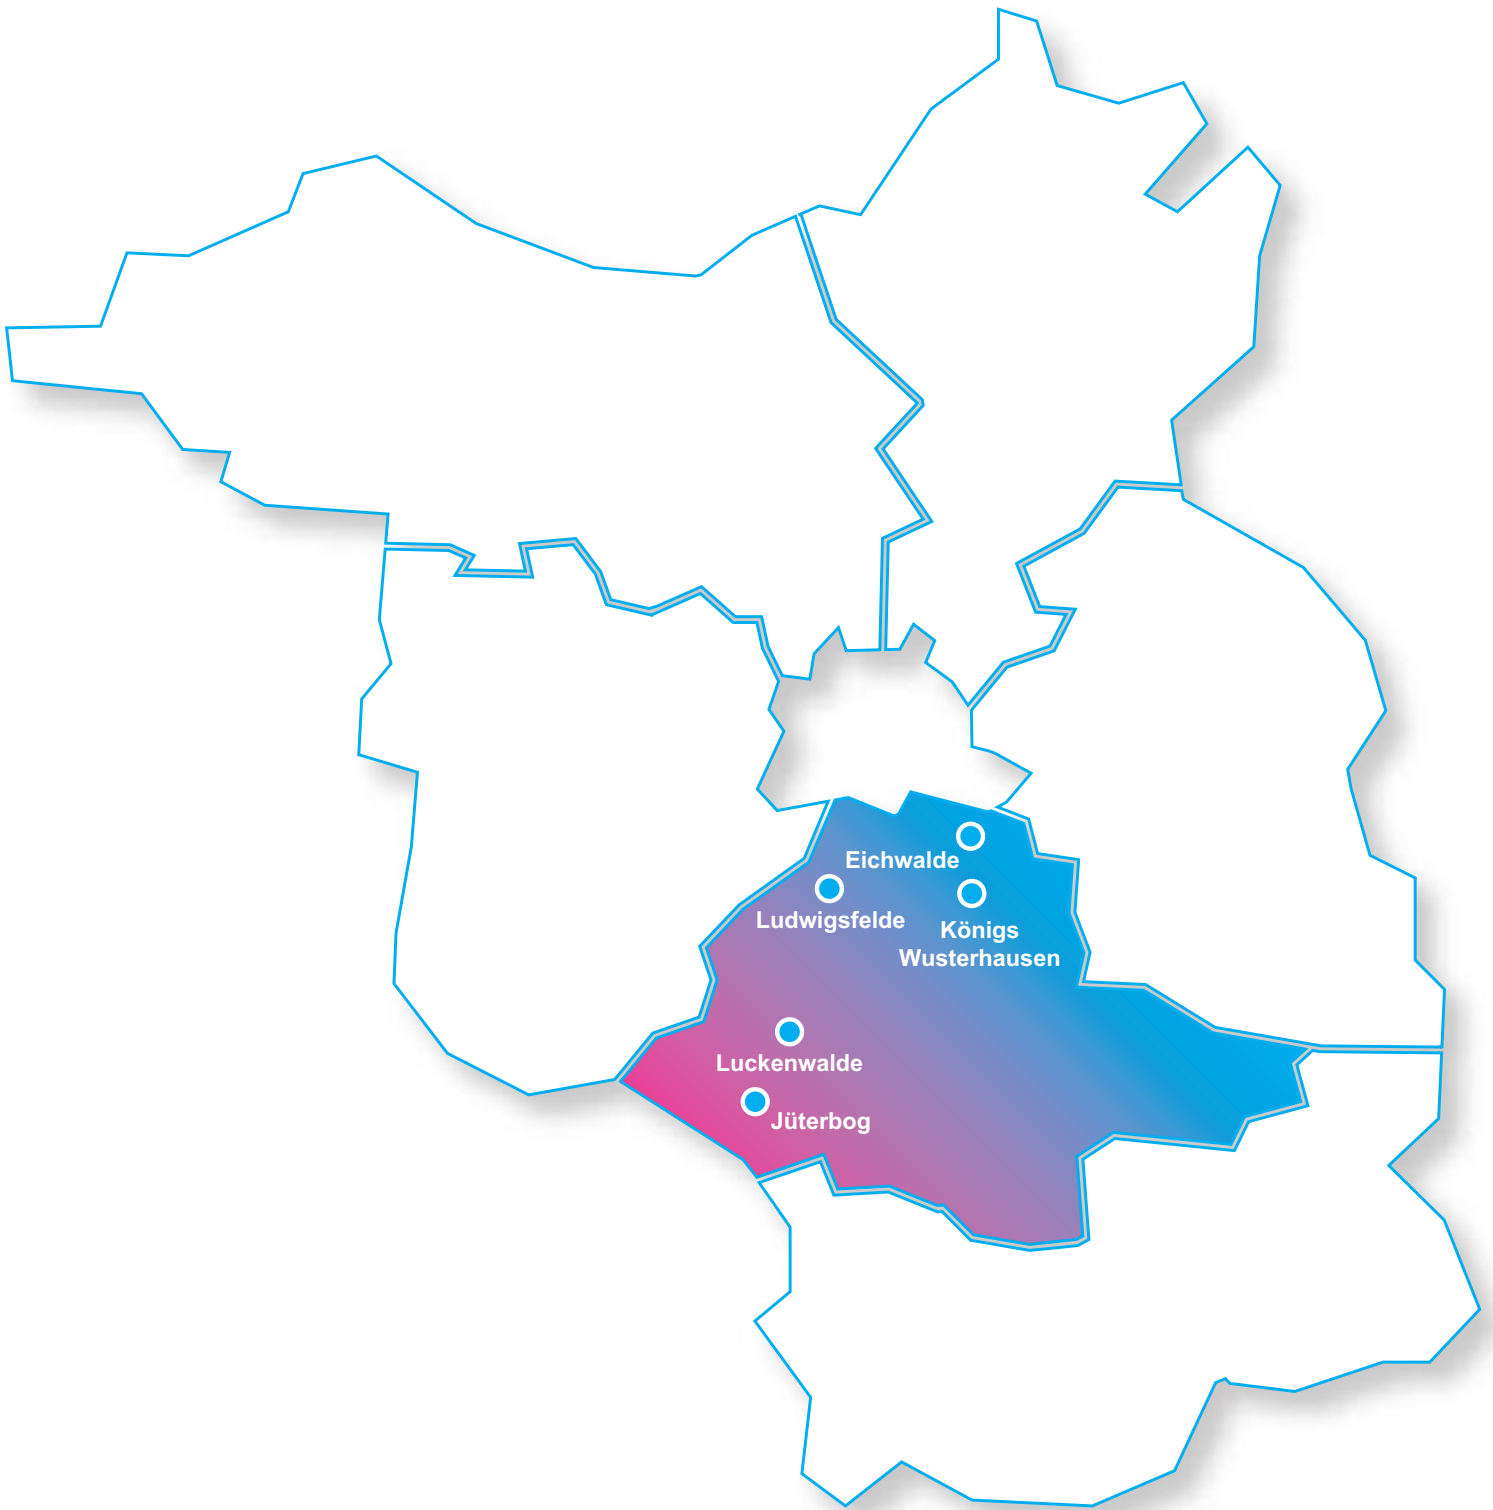 Eichwalde
Ludwigsfelde
Königs
Wusterhausen
Luckenwalde
Jüterbog